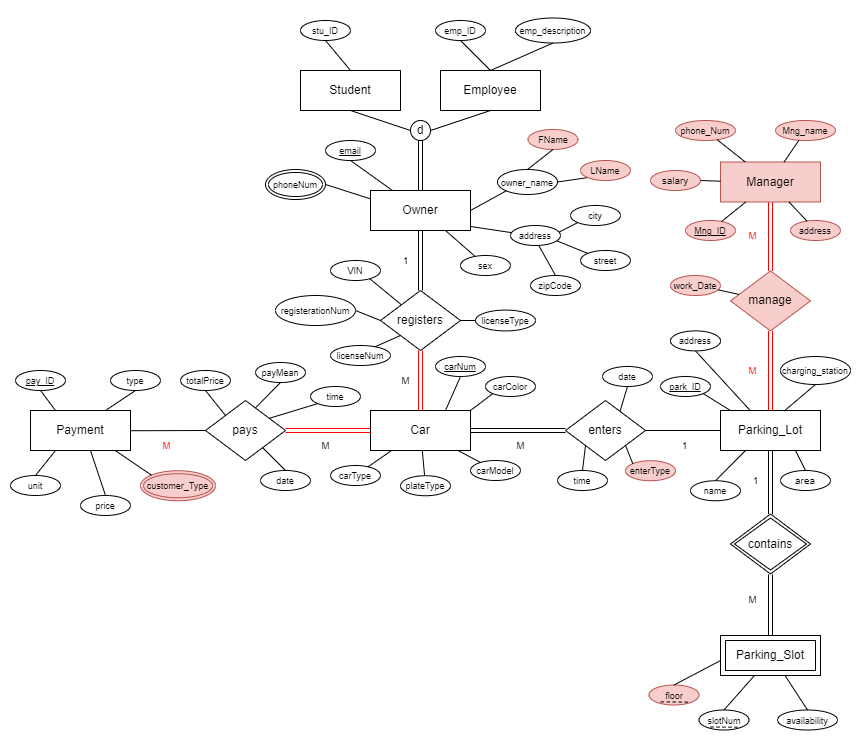 stu_ID
emp_ID
emp_description
Student
Employee
d
phone_Num
Mng_name
email
FName
phoneNum
owner_name
LName
salary
Manager
Owner
city
Mng_ID
address
address
M
sex
street
1
VIN
zipCode
work_Date
manage
registerationNum
registers
licenseType
address
licenseNum
M
carNum
charging_station
pay_ID
type
totalPrice
payMean
M
carColor
date
park_ID
time
Payment
pays
Car
enters
Parking_Lot
M
M
M
1
unit
customer_Type
date
carType
plateType
carModel
time
enterType
name
1
area
price
contains
M
Parking_Slot
floor
slotNum
availability